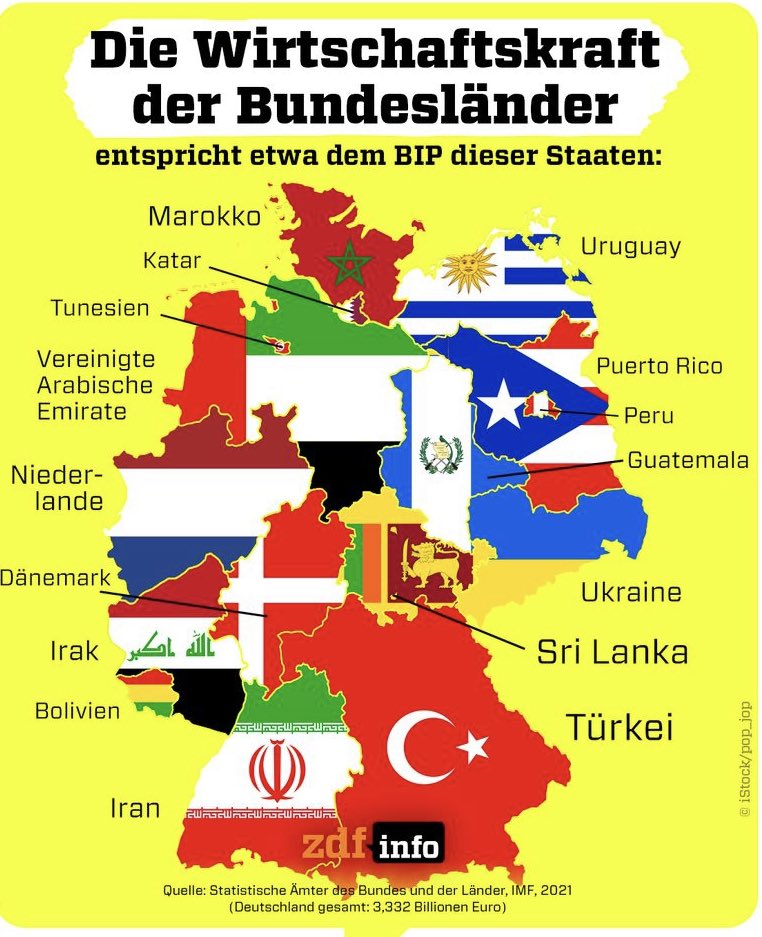 Die Wirtschaftskraft
der Bundesländer
entspricht etwa dem BIP dieser Staaten:
Marokko
Uruguay
Katar
Tunesien
Vereinigte
Arabische
Emirate
Puerto Rico
Peru
Guatemala
Nieder-
lande
Dänemark
Ukraine
Irak
الله اكبر
Sri Lanka
Bolivien
Türkei
Iran
zdf info
© iStock/pop_jop
Quelle: Statistische Ämter des Bundes und der Länder, IMF, 2021
(Deutschland gesamt: 3,332 Billionen Euro)